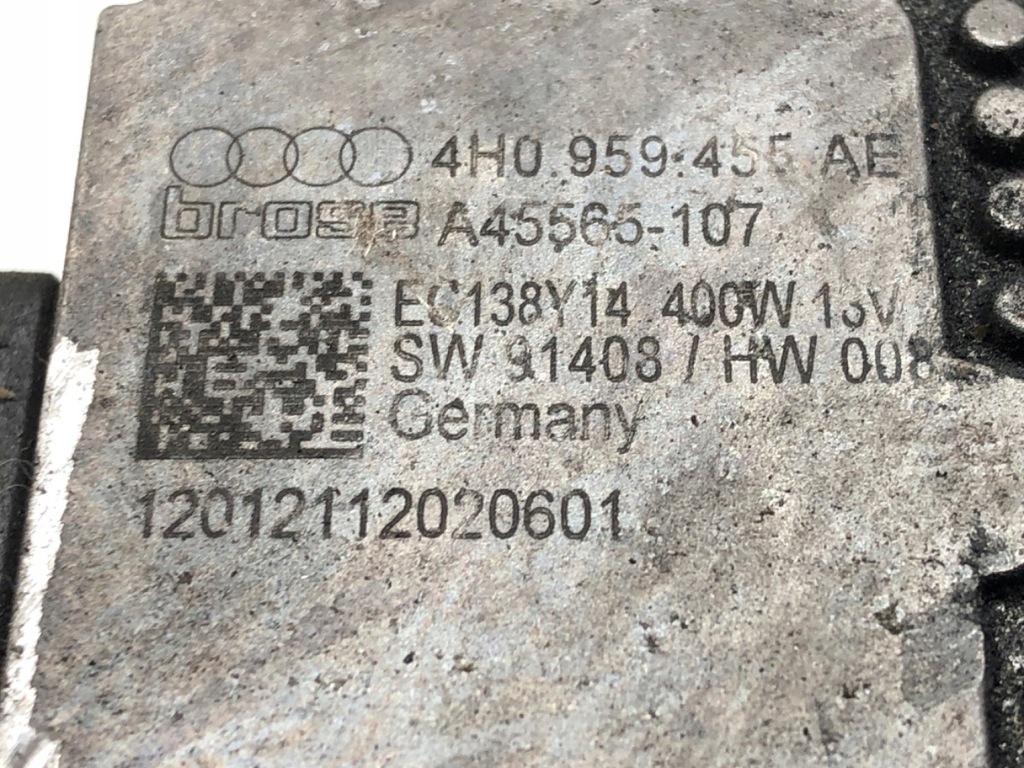 4H0.959.455 AE
brose A45565-107
EC138Y14 400W 13V
SW 91408 / HW 008
Germany
12012112020601